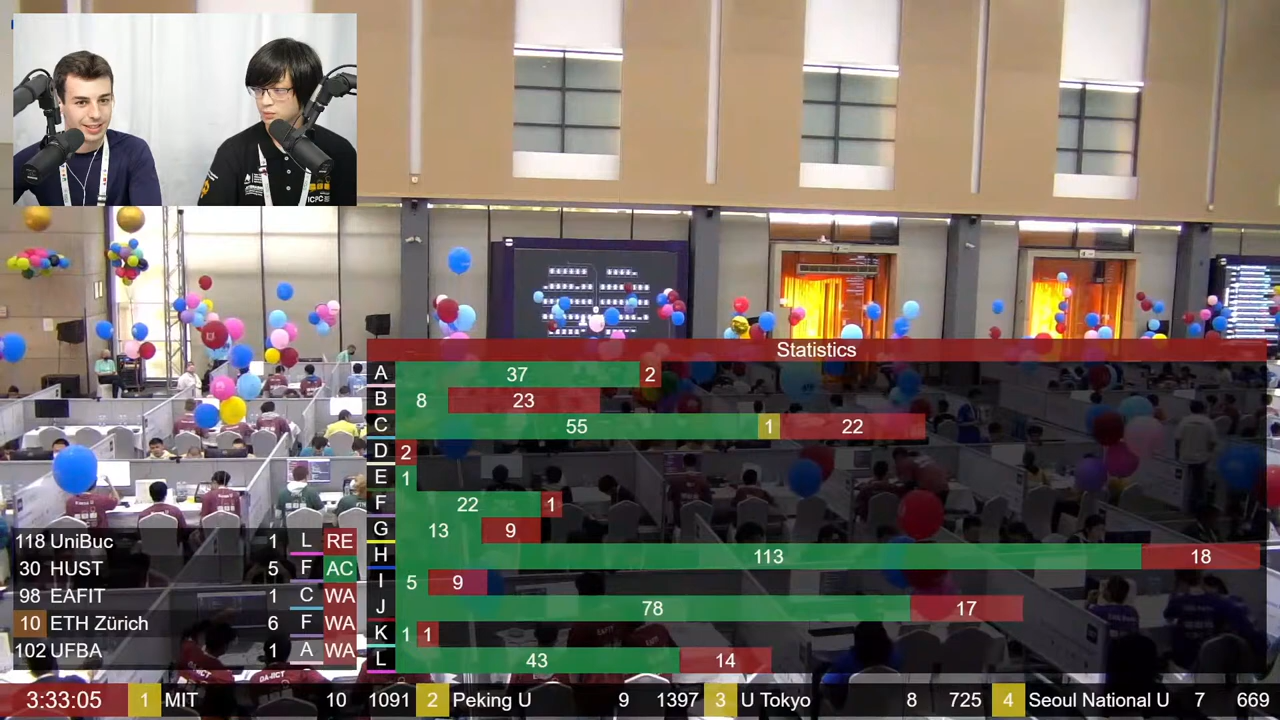 ICPC
Statistics
A 37 2
B 8 23
C 55 1 22
D 2
E 1
F 22 1
G 13 9
H 113 18
I 5 9
J 78 17
K 1 1
L 43 14
118 UniBuc 1 L RE
30 HUST 5 F AC
98 EAFIT 1 C WA
10 ETH Zürich 6 F WA
102 UFBA 1 A WA
3:33:05 1 MIT 10 1091 2 Peking U 9 1397 3 U Tokyo 8 725 4 Seoul National U 7 669